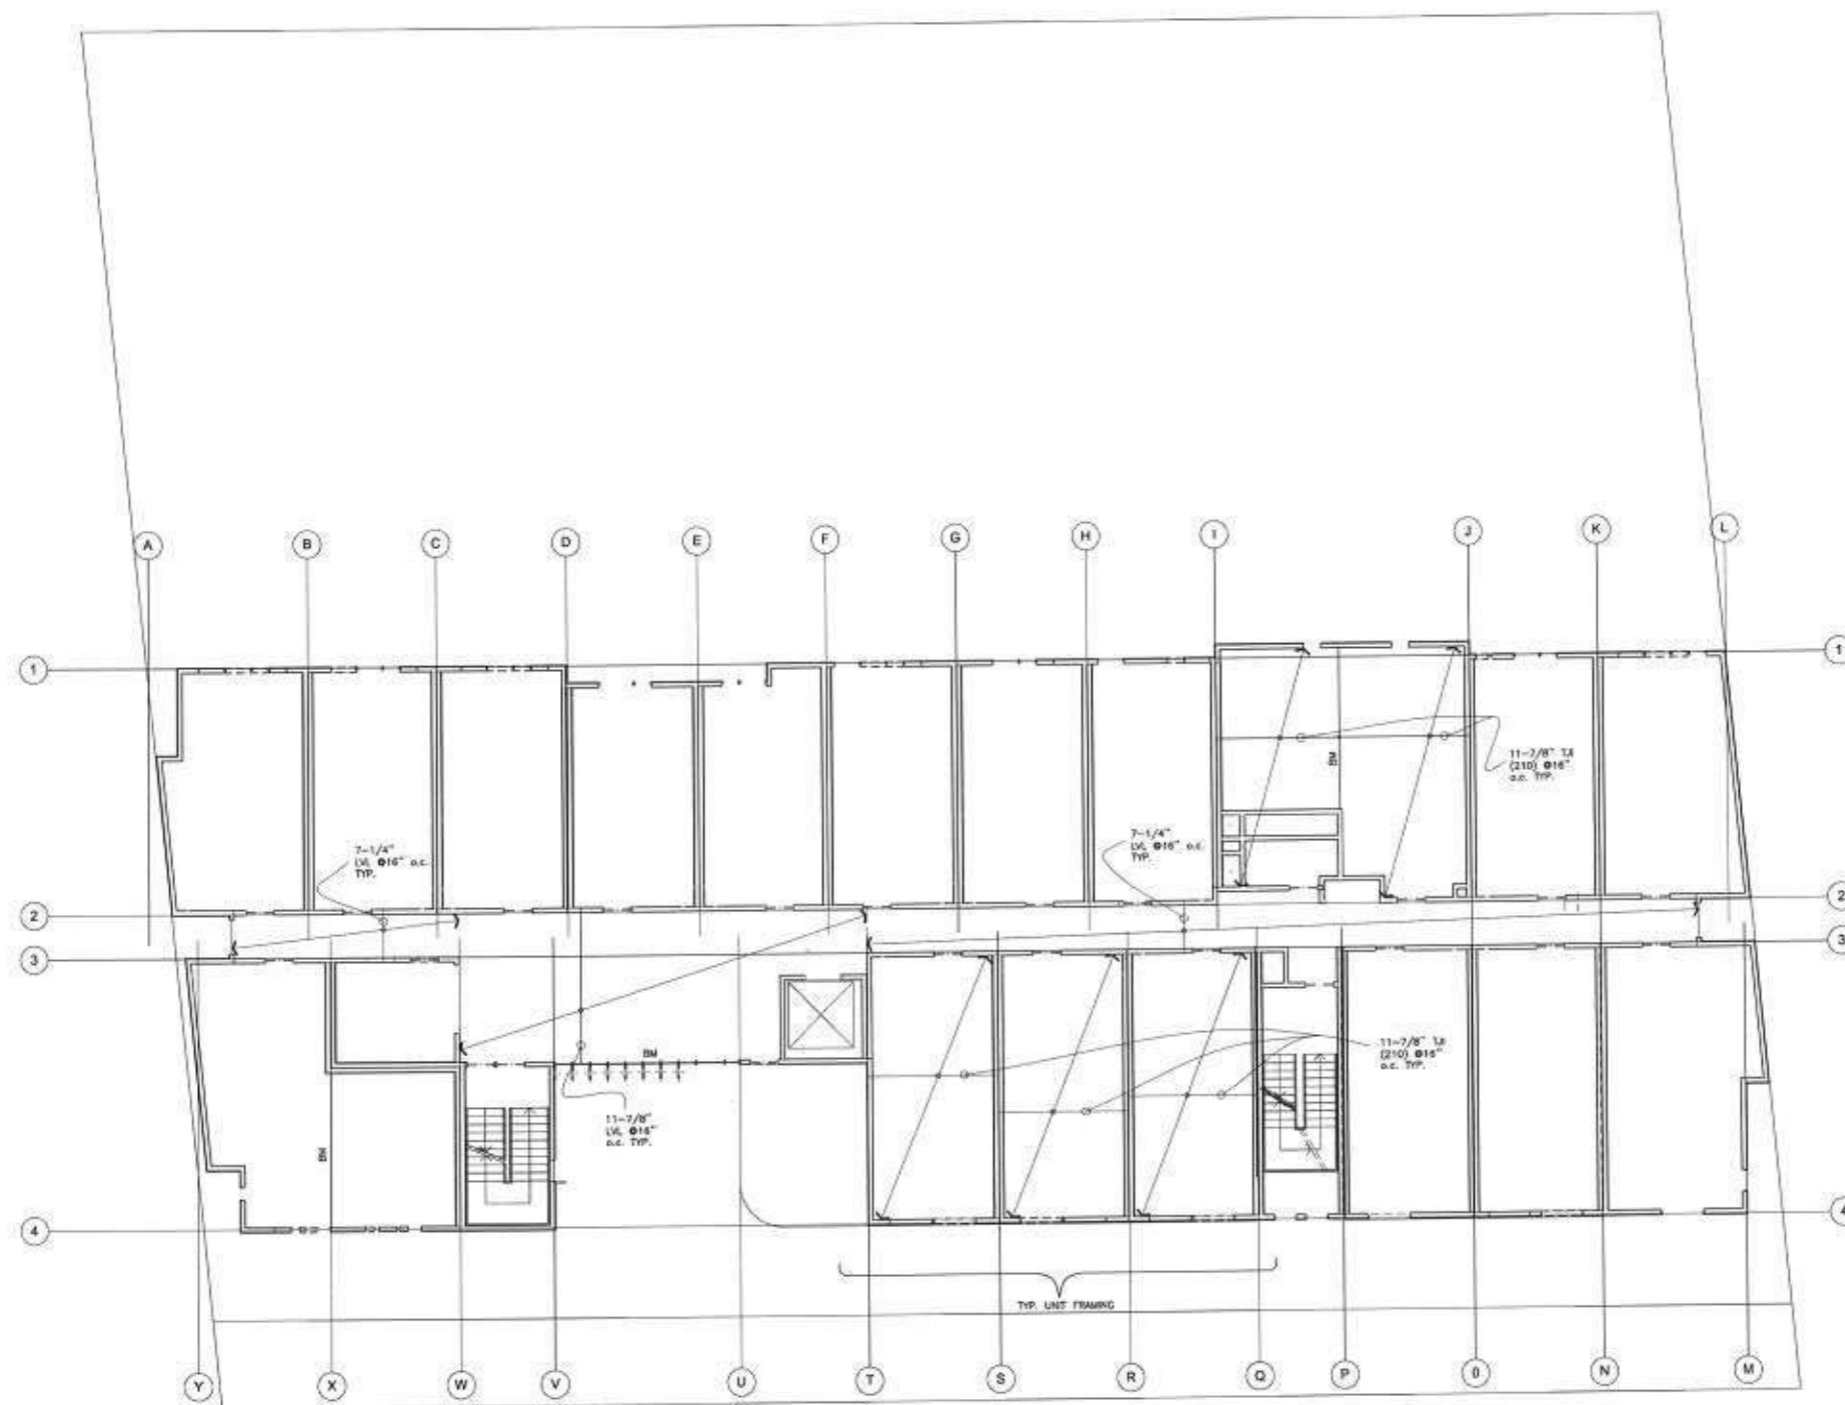 A
B
C
D
E
F
G
H
I
J
K
L
1
1
11-7/8" TJI
(210) @16"
o.c. TYP.
BM
7-1/4"
LVL @16" o.c.
TYP.
7-1/4"
LVL @16" o.c.
TYP.
2
2
3
3
11-7/8" TJI
(210) @16"
o.c. TYP.
BM
11-7/8"
LVL @16"
o.c. TYP.
BM
4
4
TYP. UNIT FRAMING
Y
X
W
V
U
T
S
R
Q
P
O
N
M